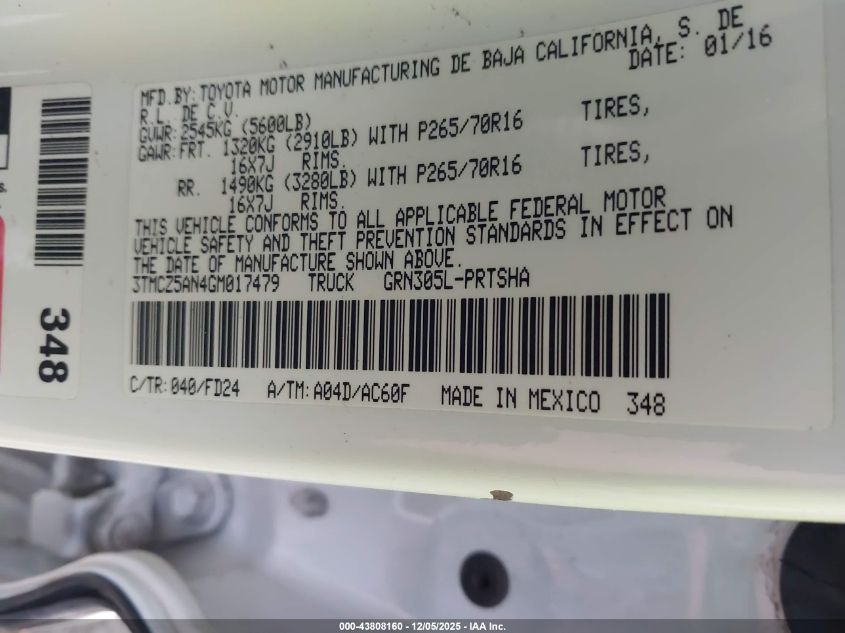 MFD.BY: TOYOTA MOTOR MANUFACTURING DE BAJA CALIFORNIA, S. DE
R.L. DE C.V. DATE: 01/16
GVWR: 2545KG (5600LB)
GAWR: FRT. 1320KG (2910LB) WITH P265/70R16 TIRES,
16X7J RIMS.
RR. 1490KG (3280LB) WITH P265/70R16 TIRES,
16X7J RIMS.
THIS VEHICLE CONFORMS TO ALL APPLICABLE FEDERAL MOTOR
VEHICLE SAFETY AND THEFT PREVENTION STANDARDS IN EFFECT ON
THE DATE OF MANUFACTURE SHOWN ABOVE.
3TMCZ5AN4GM017479 TRUCK GRN305L-PRTSHA
C/TR: 040/FD24 A/TM: A04D/AC60F MADE IN MEXICO 348
348
000-43808160 - 12/05/2025 - IAA Inc.